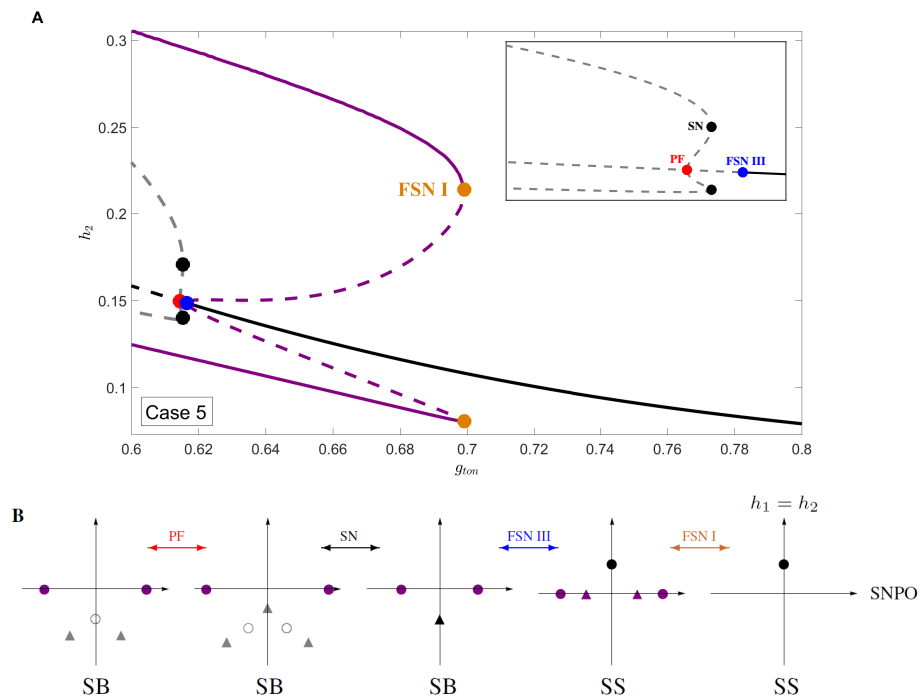 A
0.3
0.25
0.2
0.15
0.1
h2
FSN I
SN
PF
FSN III
Case 5
0.6 0.62 0.64 0.66 0.68 0.7 0.72 0.74 0.76 0.78 0.8
gton
B
h1 = h2
PF SN FSN III FSN I
SNPO
SB SB SB SS SS